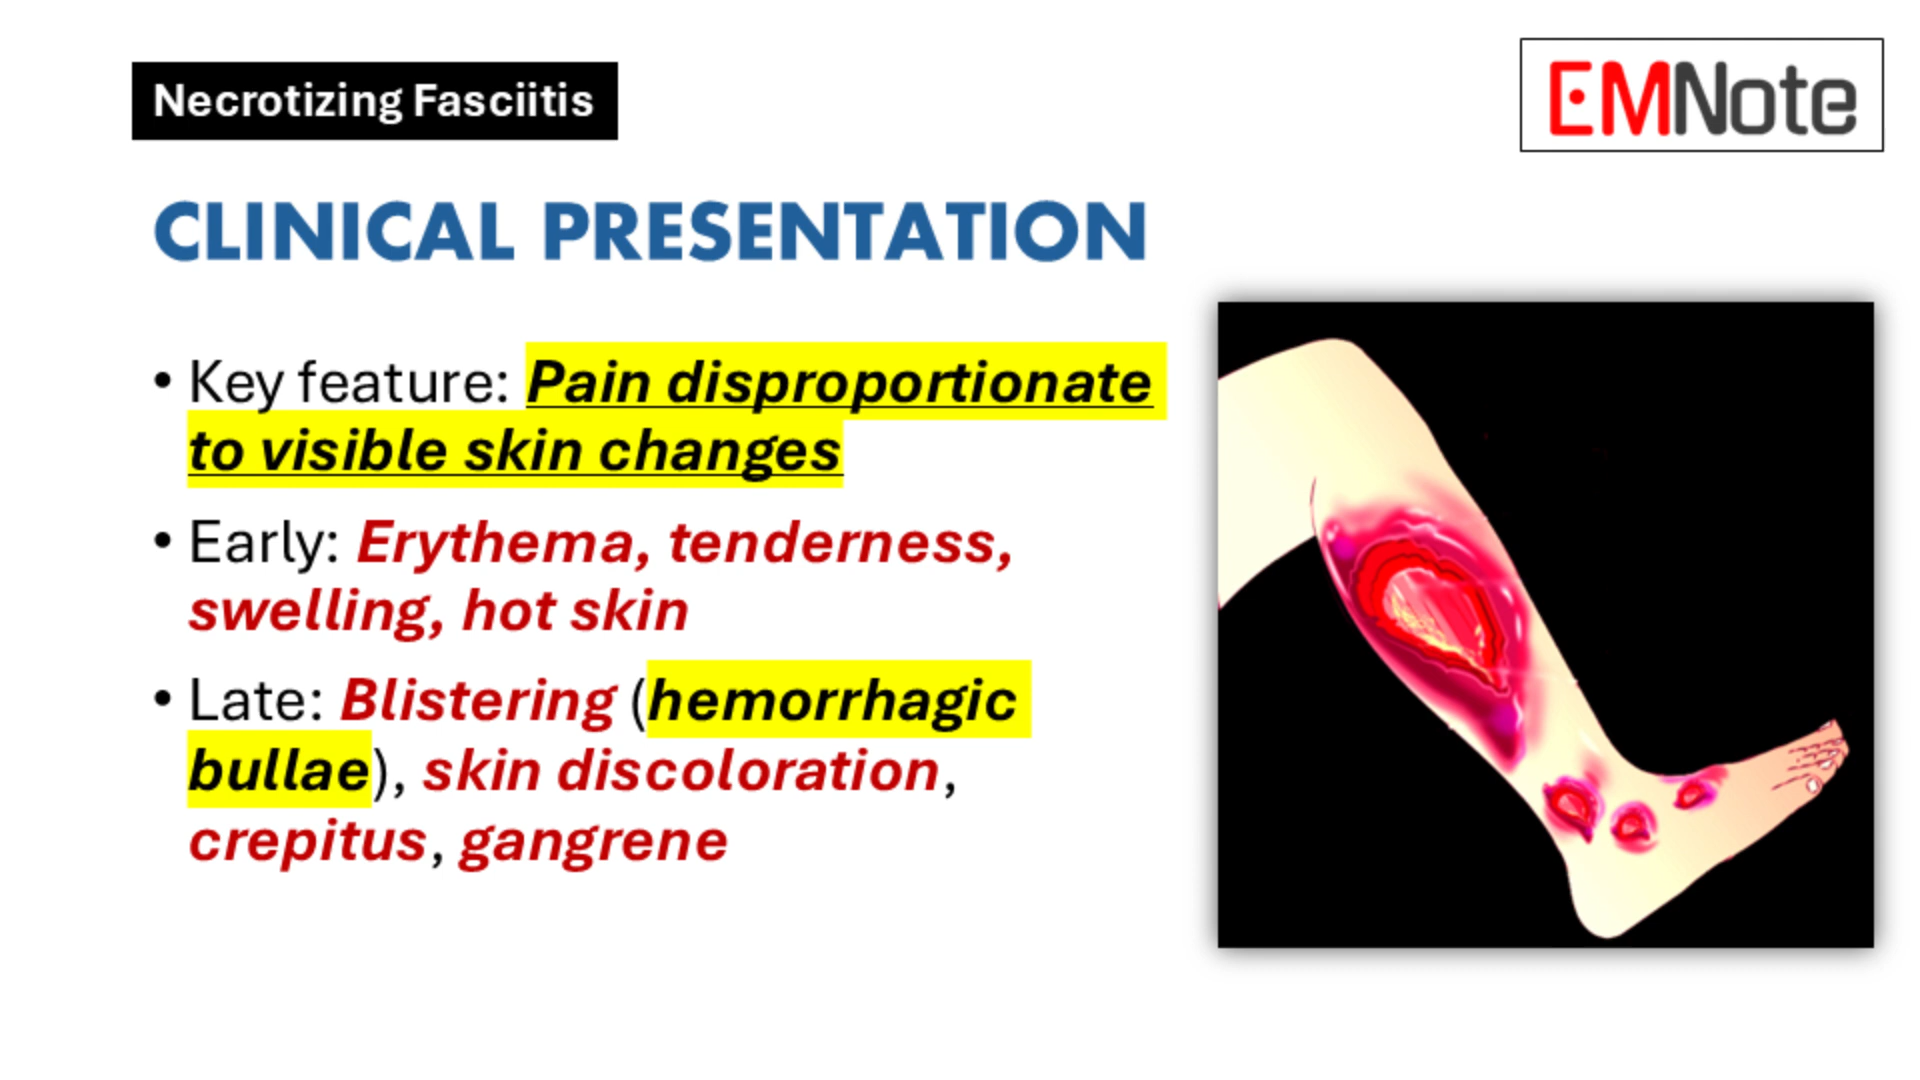 Necrotizing Fasciitis
EMNote
CLINICAL PRESENTATION
• Key feature: Pain disproportionate
to visible skin changes
• Early: Erythema, tenderness,
swelling, hot skin
• Late: Blistering (hemorrhagic
bullae), skin discoloration,
crepitus, gangrene